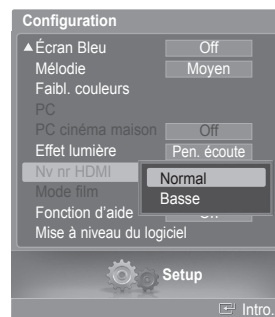 Configuration
▲Écran Bleu Off
Mélodie Moyen
Faibl. couleurs
PC
PC cinéma maison Off
Effet lumière Pen. écoute
Nv nr HDMI Normal
Mode film Basse
Fonction d'aide Off
Mise à niveau du logiciel
Setup
Intro.